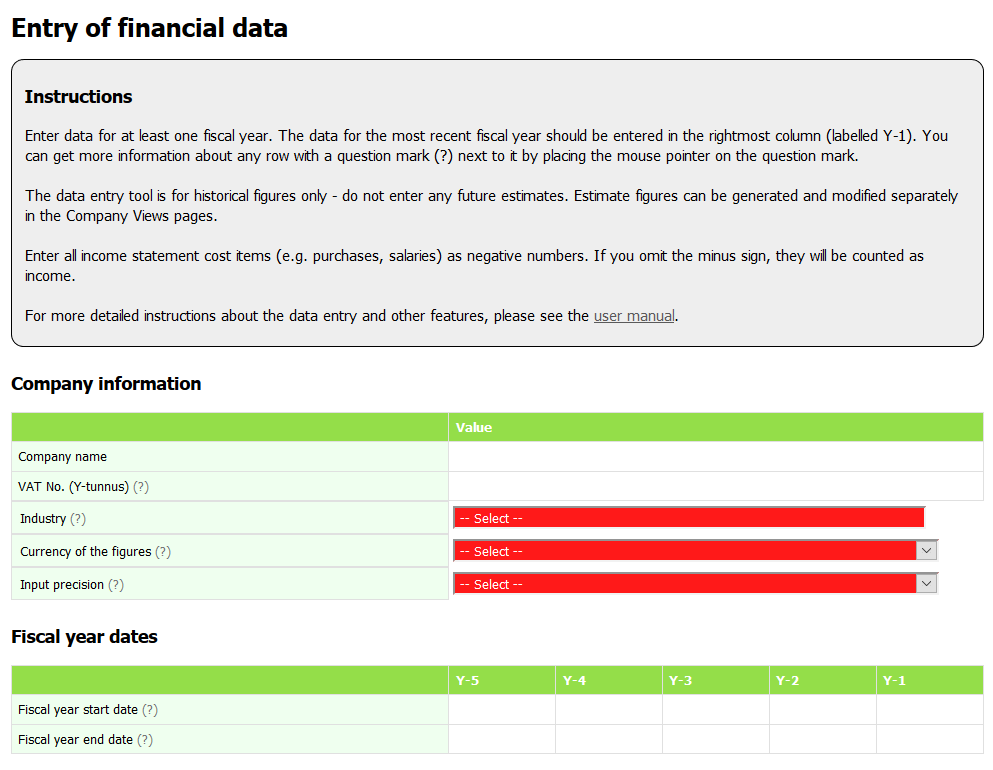 Entry of financial data
Instructions
Enter data for at least one fiscal year. The data for the most recent fiscal year should be entered in the rightmost column (labelled Y-1). You
can get more information about any row with a question mark (?) next to it by placing the mouse pointer on the question mark.
The data entry tool is for historical figures only - do not enter any future estimates. Estimate figures can be generated and modified separately
in the Company Views pages.
Enter all income statement cost items (e.g. purchases, salaries) as negative numbers. If you omit the minus sign, they will be counted as
income.
For more detailed instructions about the data entry and other features, please see the user manual.
Company information
Value
Company name
VAT No. (Y-tunnus) (?)
Industry (?) -- Select --
Currency of the figures (?) -- Select --
Input precision (?) -- Select --
Fiscal year dates
Y-5 Y-4 Y-3 Y-2 Y-1
Fiscal year start date (?)
Fiscal year end date (?)